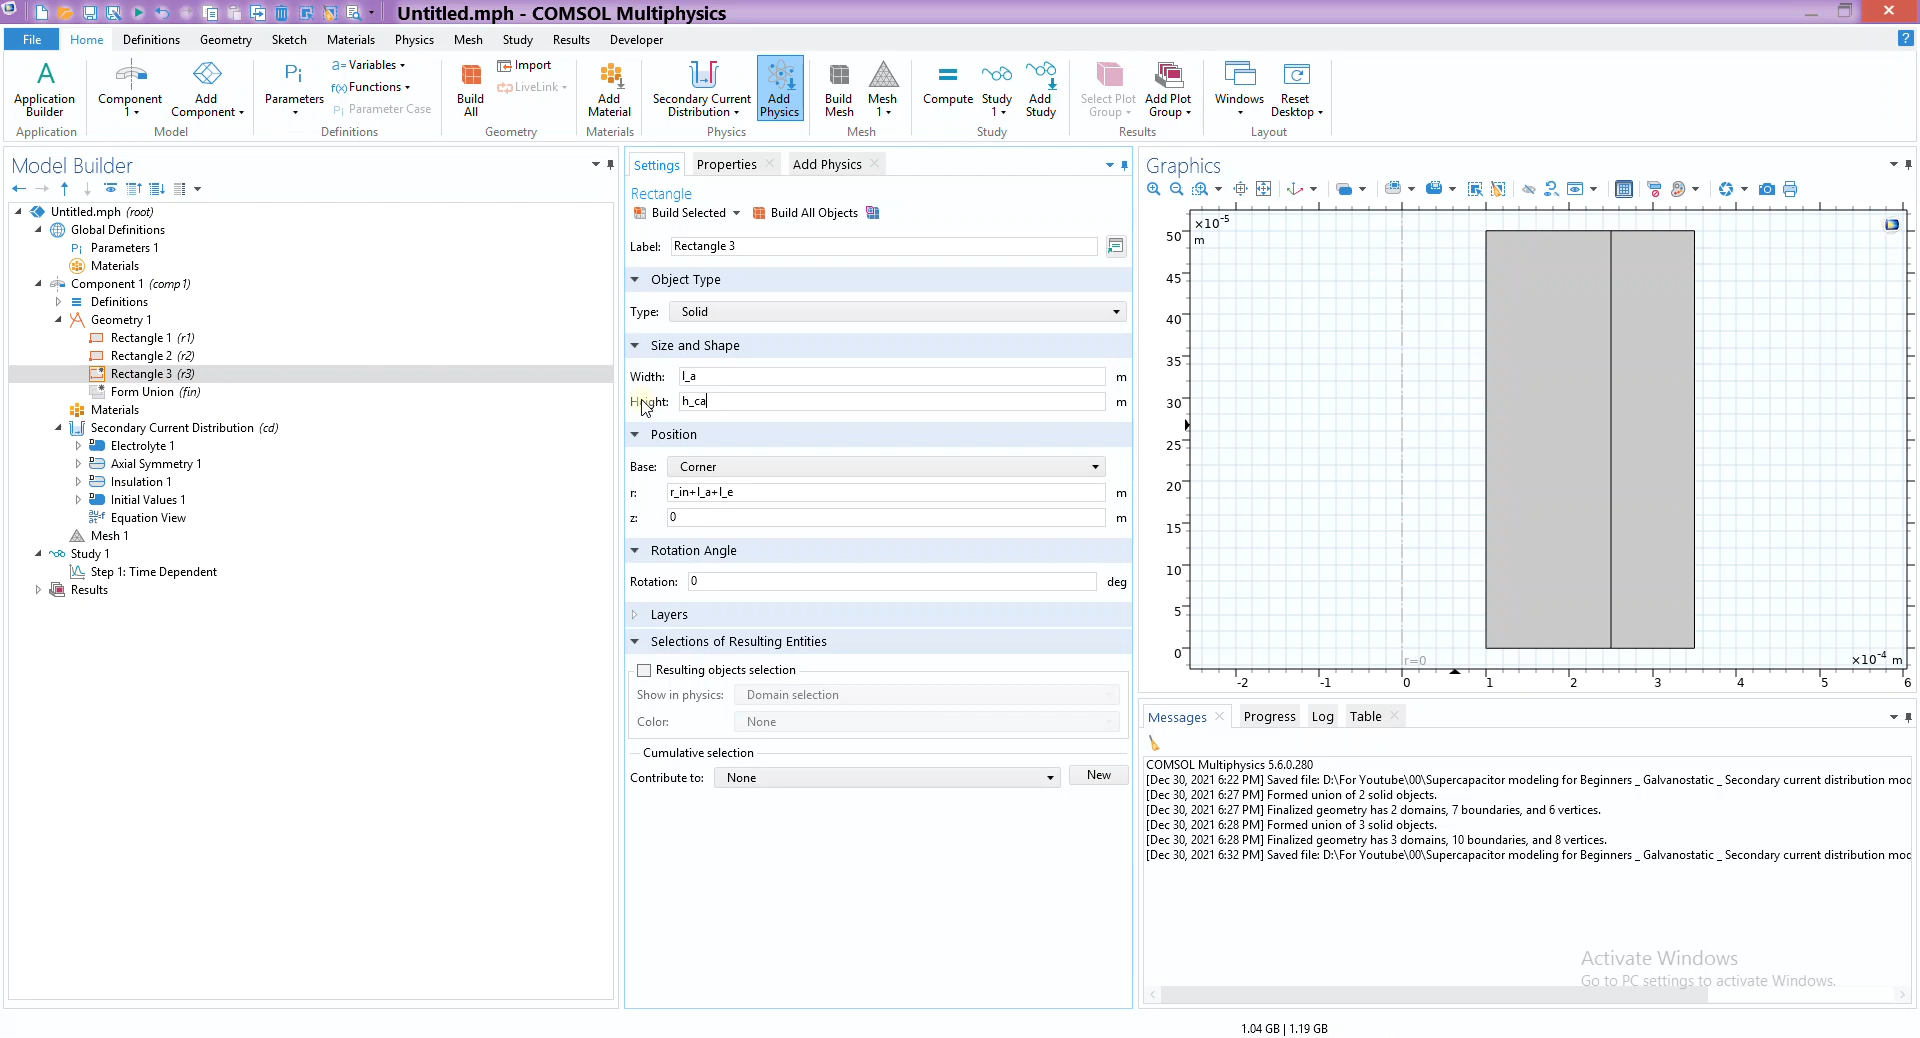 Untitled.mph - COMSOL Multiphysics
File Home Definitions Geometry Sketch Materials Physics Mesh Study Results Developer
Application Builder
Component 1
Add Component
Pi Parameters
a= Variables
f(x) Functions
Pi Parameter Case
Build All
Import
LiveLink
Add Material
Secondary Current Distribution
Add Physics
Build Mesh
Mesh 1
Compute
Study 1
Add Study
Select Plot Group
Add Plot Group
Windows
Reset Desktop
Application Model Definitions Geometry Materials Physics Mesh Study Results Layout
Model Builder
Untitled.mph (root)
Global Definitions
Pi Parameters 1
Materials
Component 1 (comp1)
Definitions
Geometry 1
Rectangle 1 (r1)
Rectangle 2 (r2)
Rectangle 3 (r3)
Form Union (fin)
Materials
Secondary Current Distribution (cd)
Electrolyte 1
Axial Symmetry 1
Insulation 1
Initial Values 1
Equation View
Mesh 1
Study 1
Step 1: Time Dependent
Results
Settings Properties Add Physics
Rectangle
Build Selected Build All Objects
Label: Rectangle 3
Object Type
Type: Solid
Size and Shape
Width: l_a m
Height: h_ca m
Position
Base: Corner
r: r_in+l_a+l_e m
z: 0 m
Rotation Angle
Rotation: 0 deg
Layers
Selections of Resulting Entities
Resulting objects selection
Show in physics: Domain selection
Color: None
Cumulative selection
Contribute to: None New
Graphics
×10-5
m
50
45
40
35
30
25
20
15
10
5
0
r=0
×10-4 m
-2 -1 0 1 2 3 4 5 6
Messages Progress Log Table
COMSOL Multiphysics 5.6.0.280
[Dec 30, 2021 6:22 PM] Saved file: D:\For Youtube\00\Supercapacitor modeling for Beginners _ Galvanostatic _ Secondary current distribution moc
[Dec 30, 2021 6:27 PM] Formed union of 2 solid objects.
[Dec 30, 2021 6:27 PM] Finalized geometry has 2 domains, 7 boundaries, and 6 vertices.
[Dec 30, 2021 6:28 PM] Formed union of 3 solid objects.
[Dec 30, 2021 6:28 PM] Finalized geometry has 3 domains, 10 boundaries, and 8 vertices.
[Dec 30, 2021 6:32 PM] Saved file: D:\For Youtube\00\Supercapacitor modeling for Beginners _ Galvanostatic _ Secondary current distribution moc
Activate Windows
Go to PC settings to activate Windows.
1.04 GB | 1.19 GB